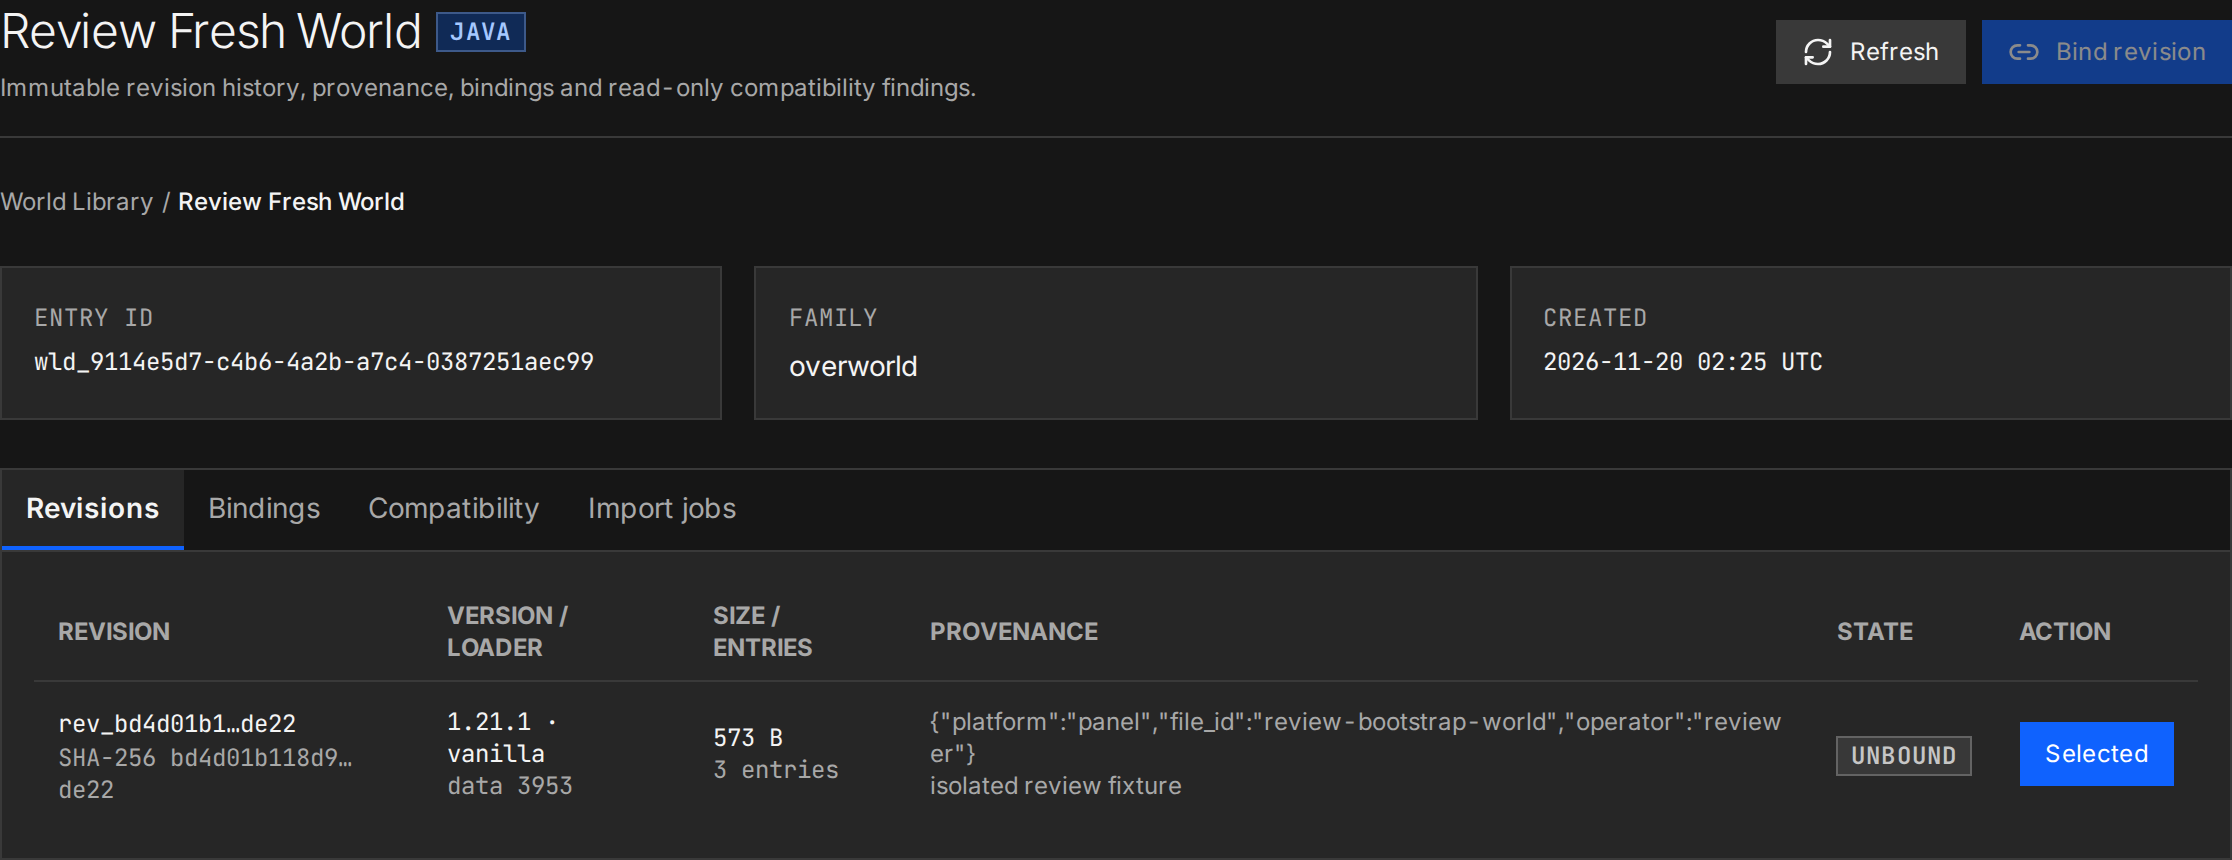 Review Fresh World JAVA
Refresh
Bind revision
Immutable revision history, provenance, bindings and read-only compatibility findings.
World Library / Review Fresh World
ENTRY ID
wld_9114e5d7-c4b6-4a2b-a7c4-0387251aec99
FAMILY
overworld
CREATED
2026-11-20 02:25 UTC
Revisions Bindings Compatibility Import jobs
REVISION
VERSION /
LOADER
SIZE /
ENTRIES
PROVENANCE
STATE
ACTION
rev_bd4d01b1…de22
SHA-256 bd4d01b118d9…
de22
1.21.1 ·
vanilla
data 3953
573 B
3 entries
{"platform":"panel","file_id":"review-bootstrap-world","operator":"review
er"}
isolated review fixture
UNBOUND
Selected